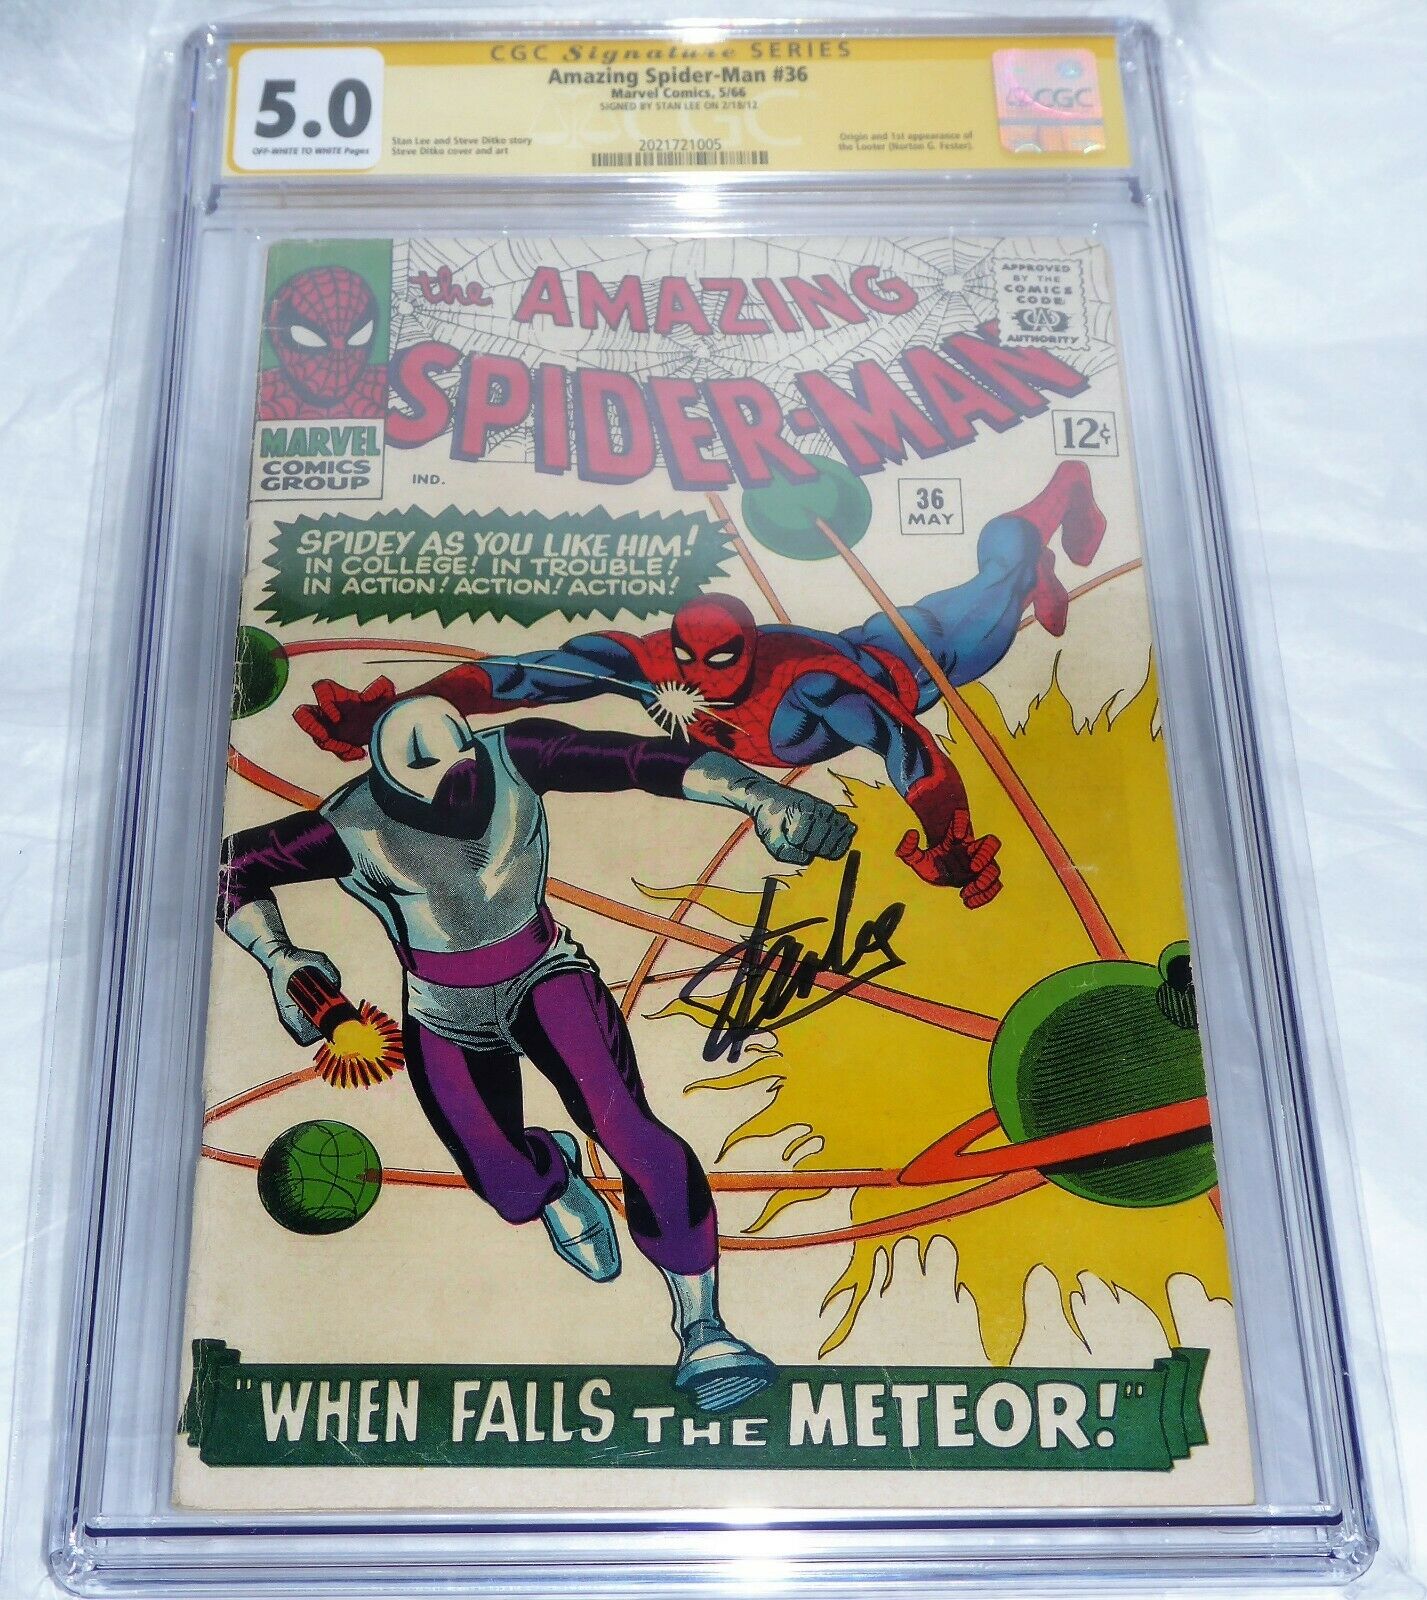 CGC Signature SERIES
5.0
OFF-WHITE TO WHITE Pages
Amazing Spider-Man #36
Marvel Comics, 5/66
SIGNED BY STAN LEE ON 2/18/12
Stan Lee and Steve Ditko story
Steve Ditko cover and art
2021721005
Origin and 1st appearance of
the Looter (Norton G. Fester).
CGC
CGC
the AMAZING
SPIDER-MAN
APPROVED
BY THE
COMICS
CODE
AUTHORITY
MARVEL
COMICS
GROUP
IND.
12¢
36
MAY
SPIDEY AS YOU LIKE HIM!
IN COLLEGE! IN TROUBLE!
IN ACTION! ACTION! ACTION!
Stan Lee
"WHEN FALLS THE METEOR!"